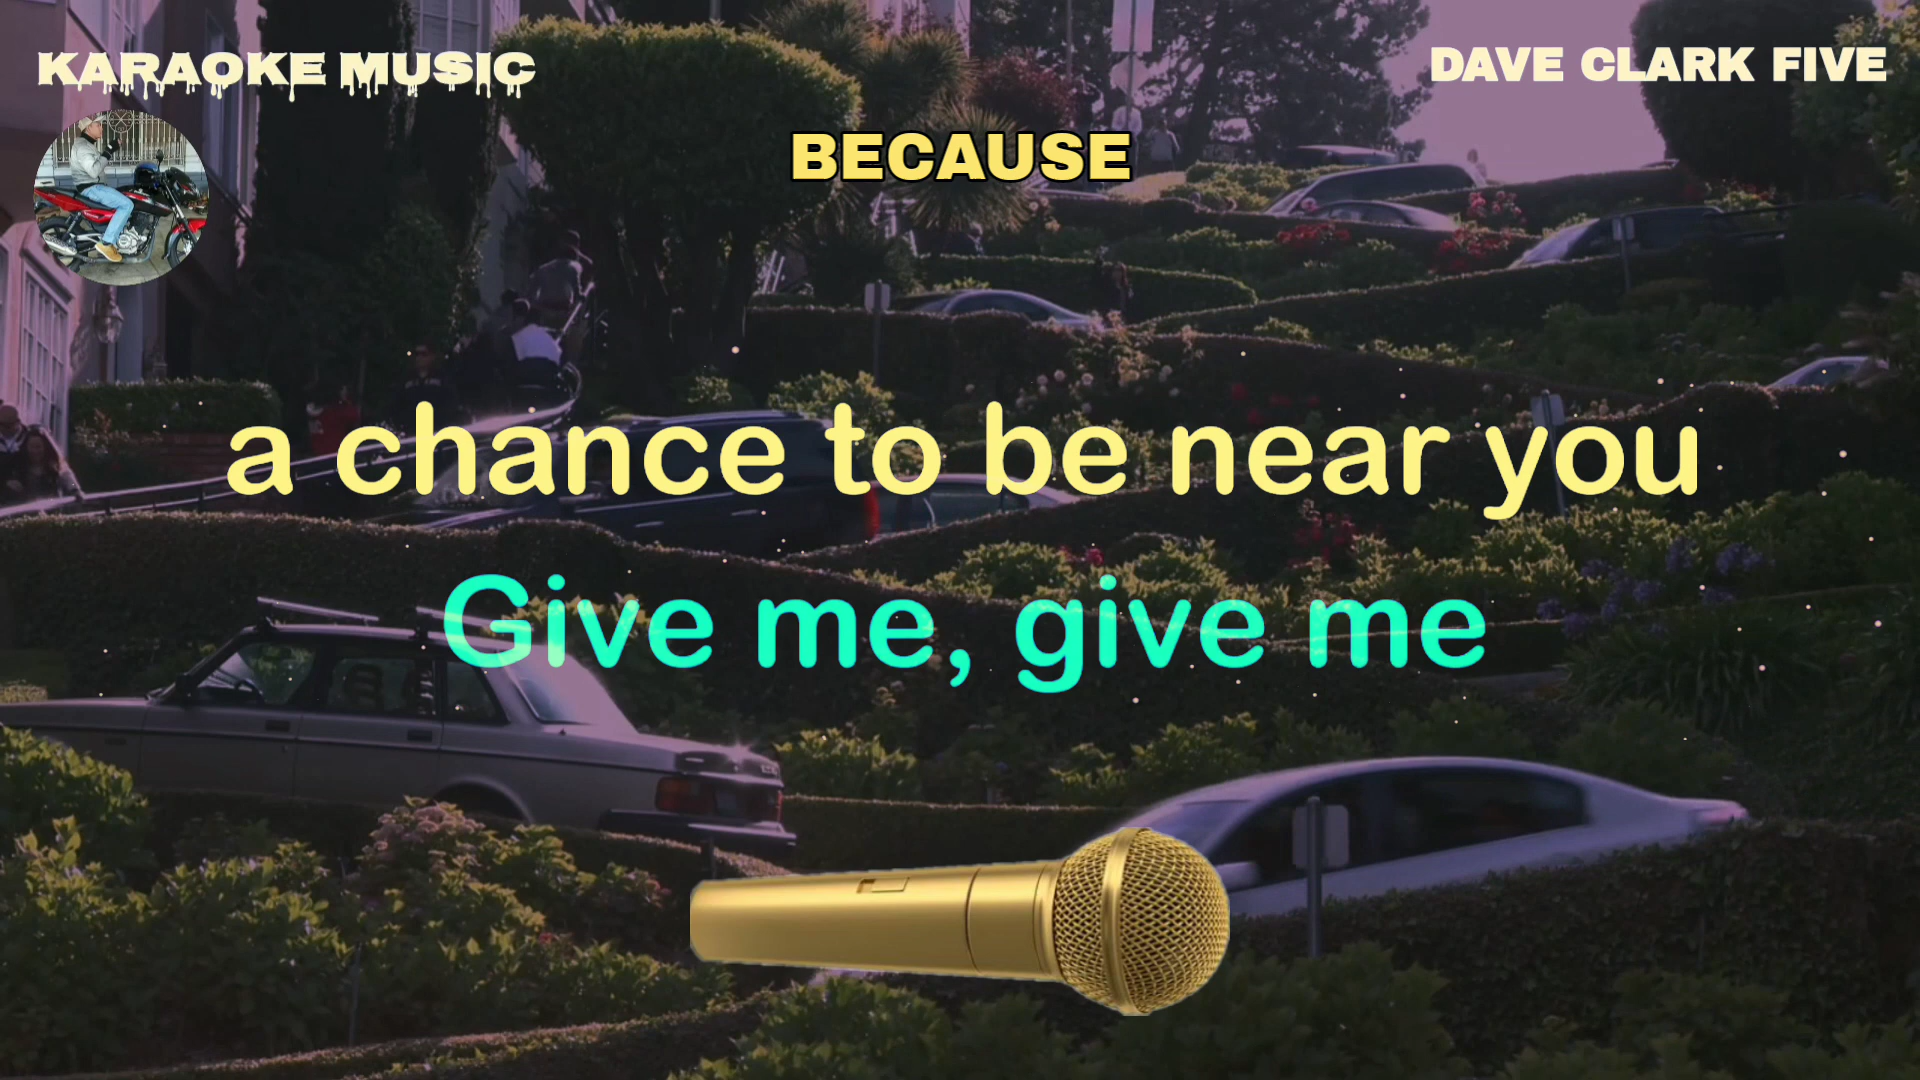 KARAOKE MUSIC
DAVE CLARK FIVE
BECAUSE
a chance to be near you
Give me, give me